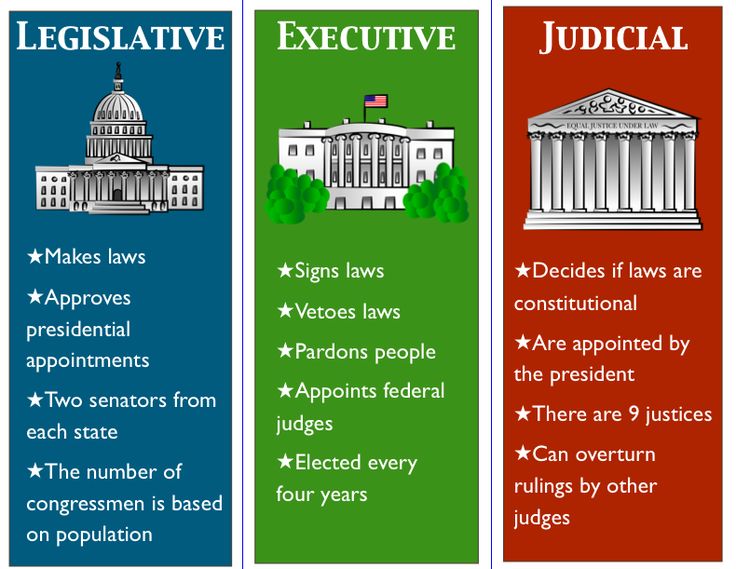 LEGISLATIVE
★Makes laws
★Approves
presidential
appointments
★Two senators from
each state
★The number of
congressmen is based
on population
EXECUTIVE
★Signs laws
★Vetoes laws
★Pardons people
★Appoints federal
judges
★Elected every
four years
JUDICIAL
EQUAL JUSTICE UNDER LAW
★Decides if laws are
constitutional
★Are appointed by
the president
★There are 9 justices
★Can overturn
rulings by other
judges